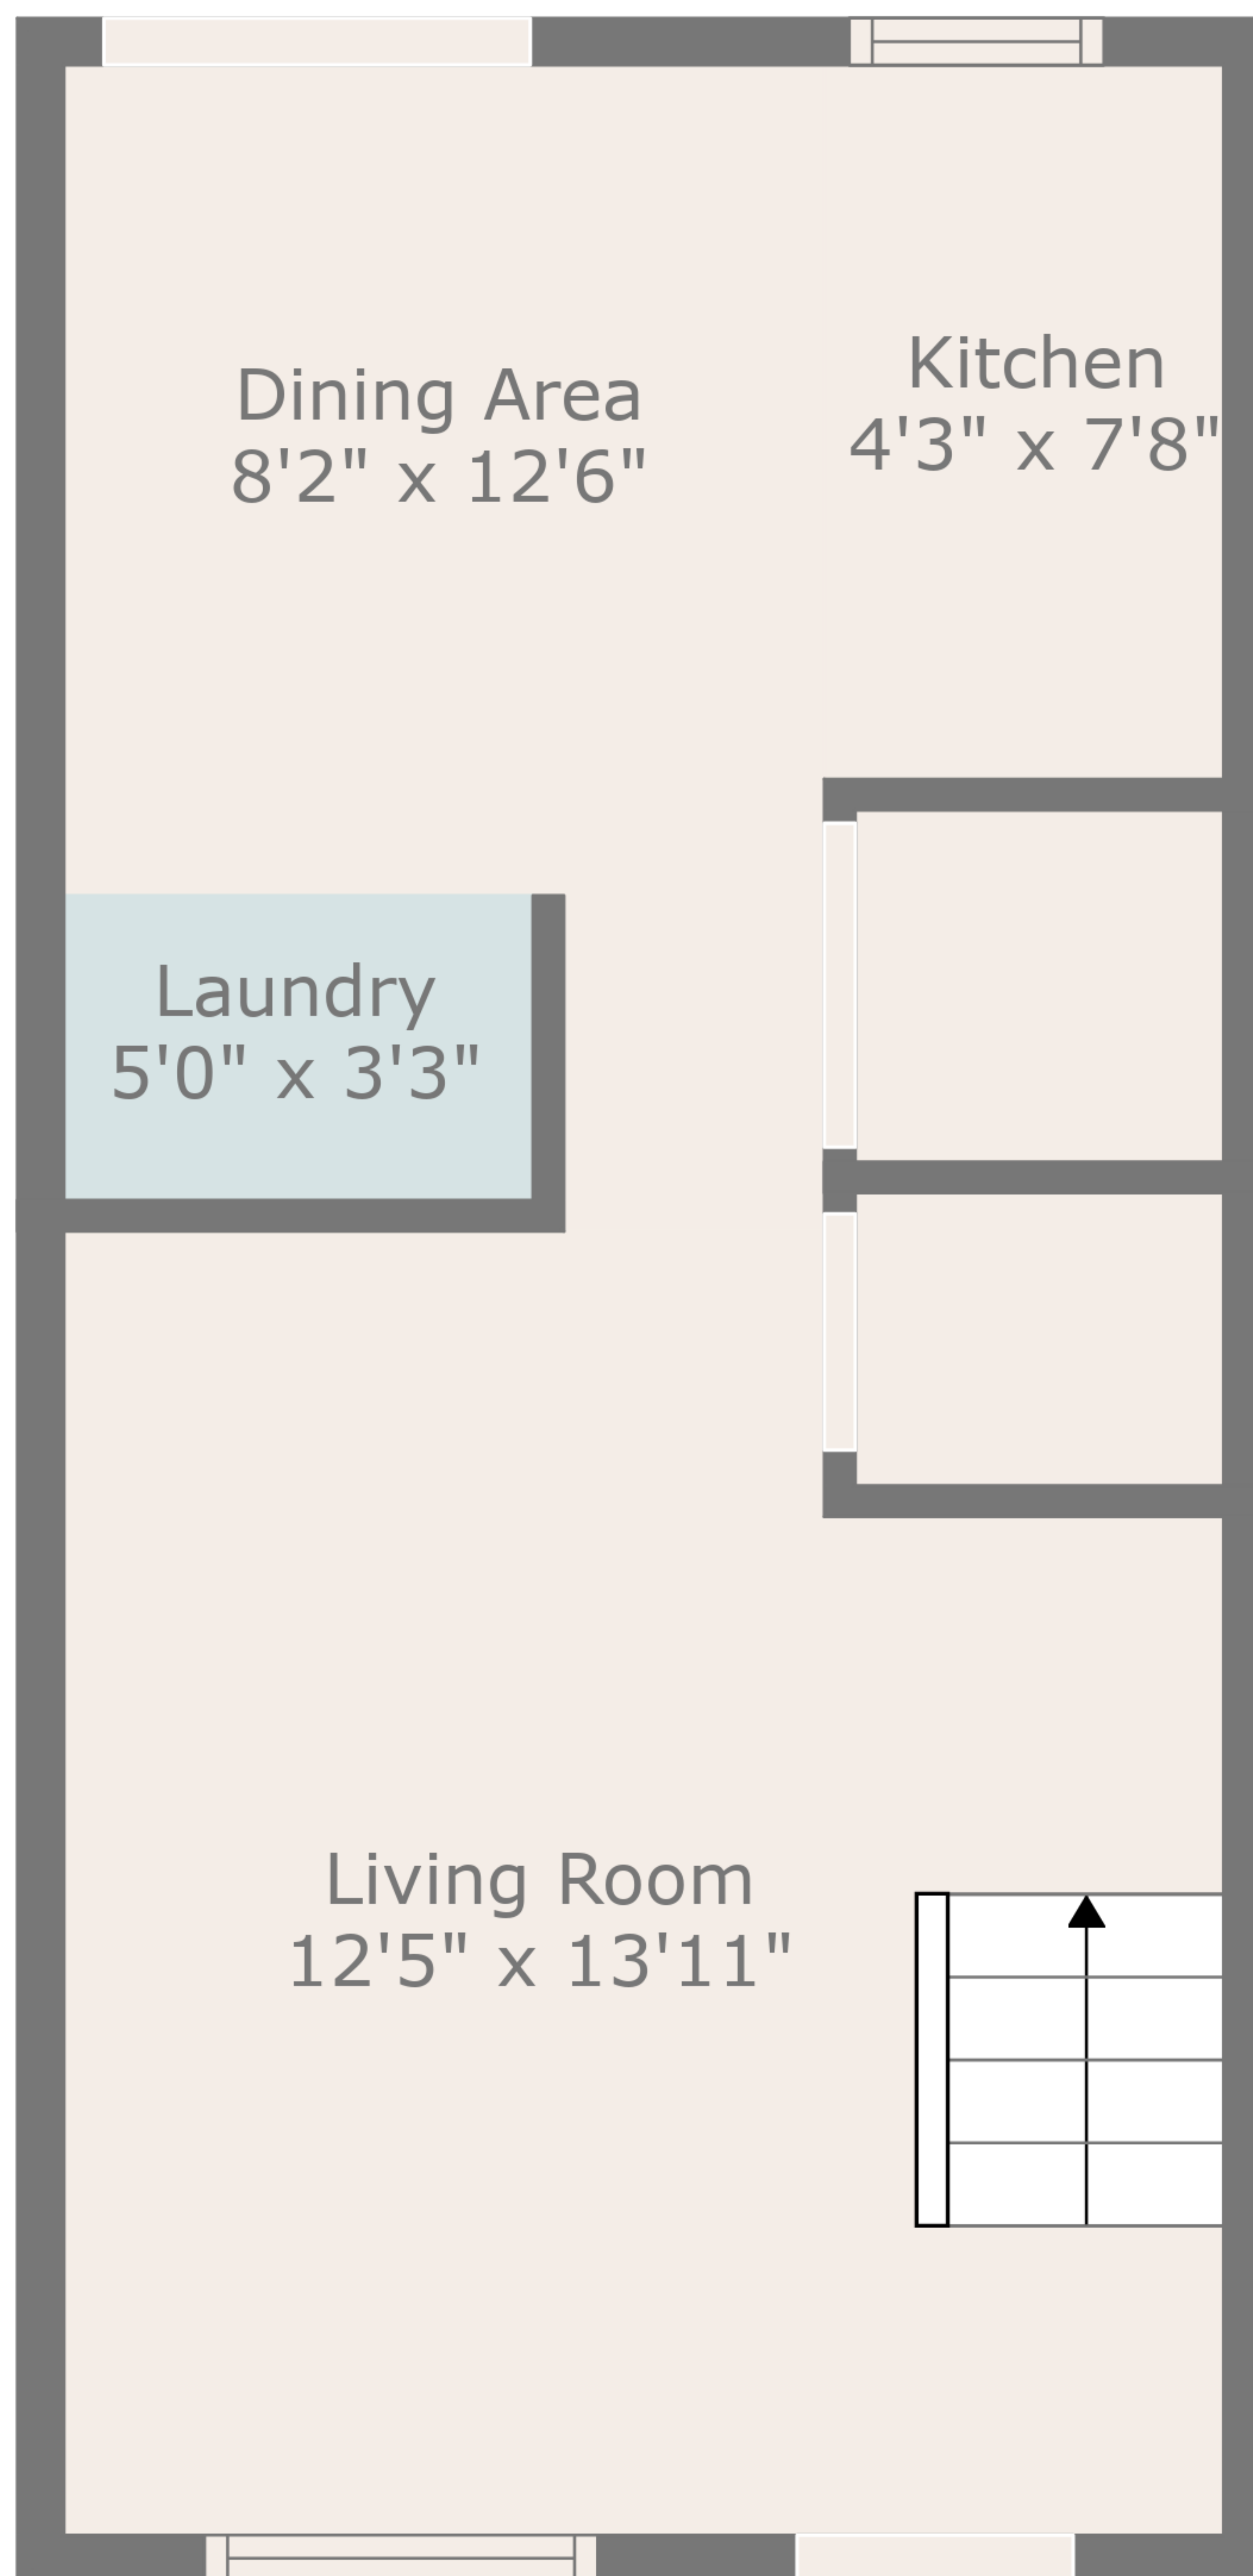 Dining Area
8'2" x 12'6"
Kitchen
4'3" x 7'8"
Laundry
5'0" x 3'3"
Living Room
12'5" x 13'11"